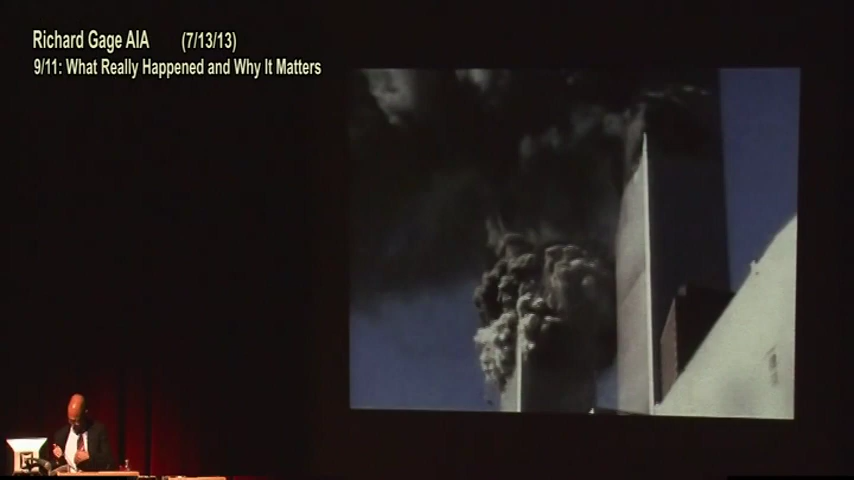 Richard Gage AIA (7/13/13)
9/11: What Really Happened and Why It Matters